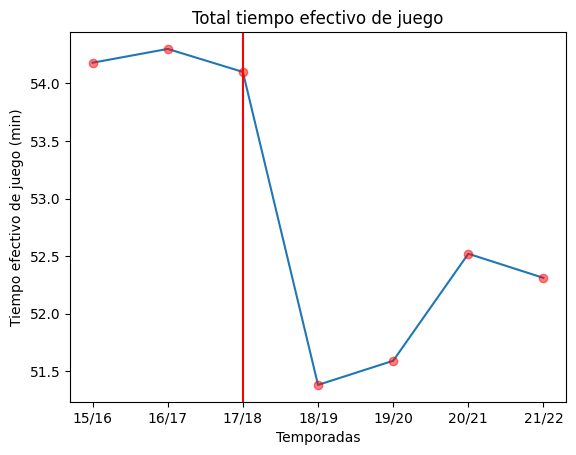 Total tiempo efectivo de juego
Tiempo efectivo de juego (min)
54.0
53.5
53.0
52.5
52.0
51.5
15/16 16/17 17/18 18/19 19/20 20/21 21/22
Temporadas